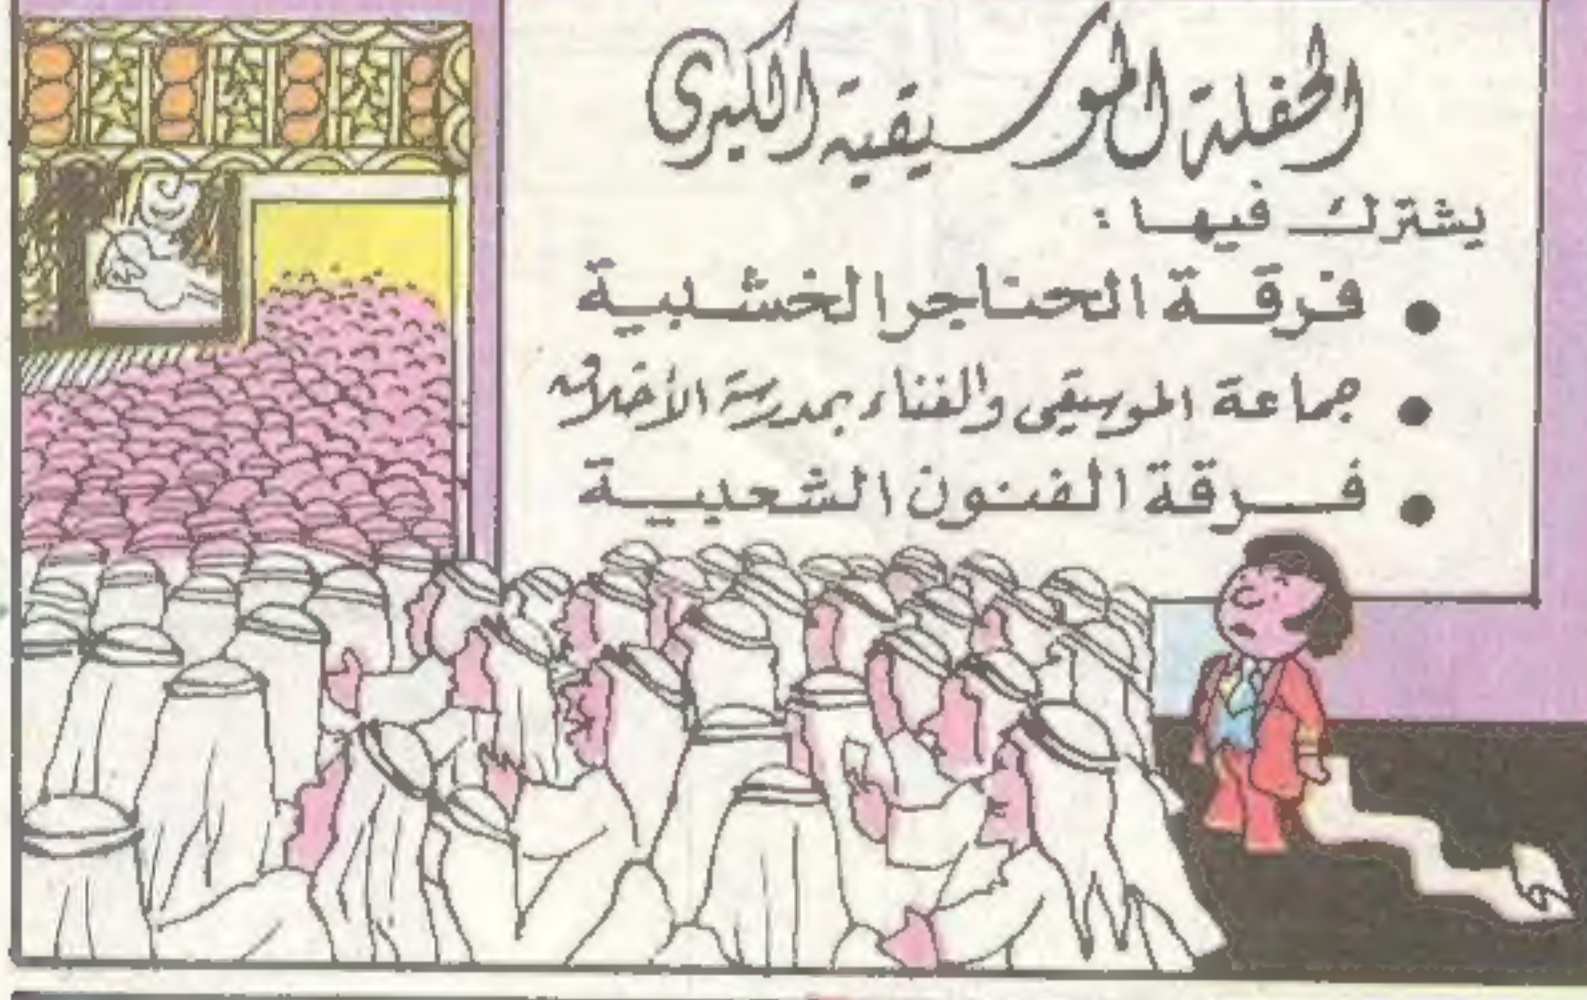 الحفلة الموسيقية الكبرى
يشترك فيها :
• فرقة الحناجر الخشبية
• جماعة الموسيقى والغناء بمدرسة الأخلاق
• فرقة الفنون الشعبية